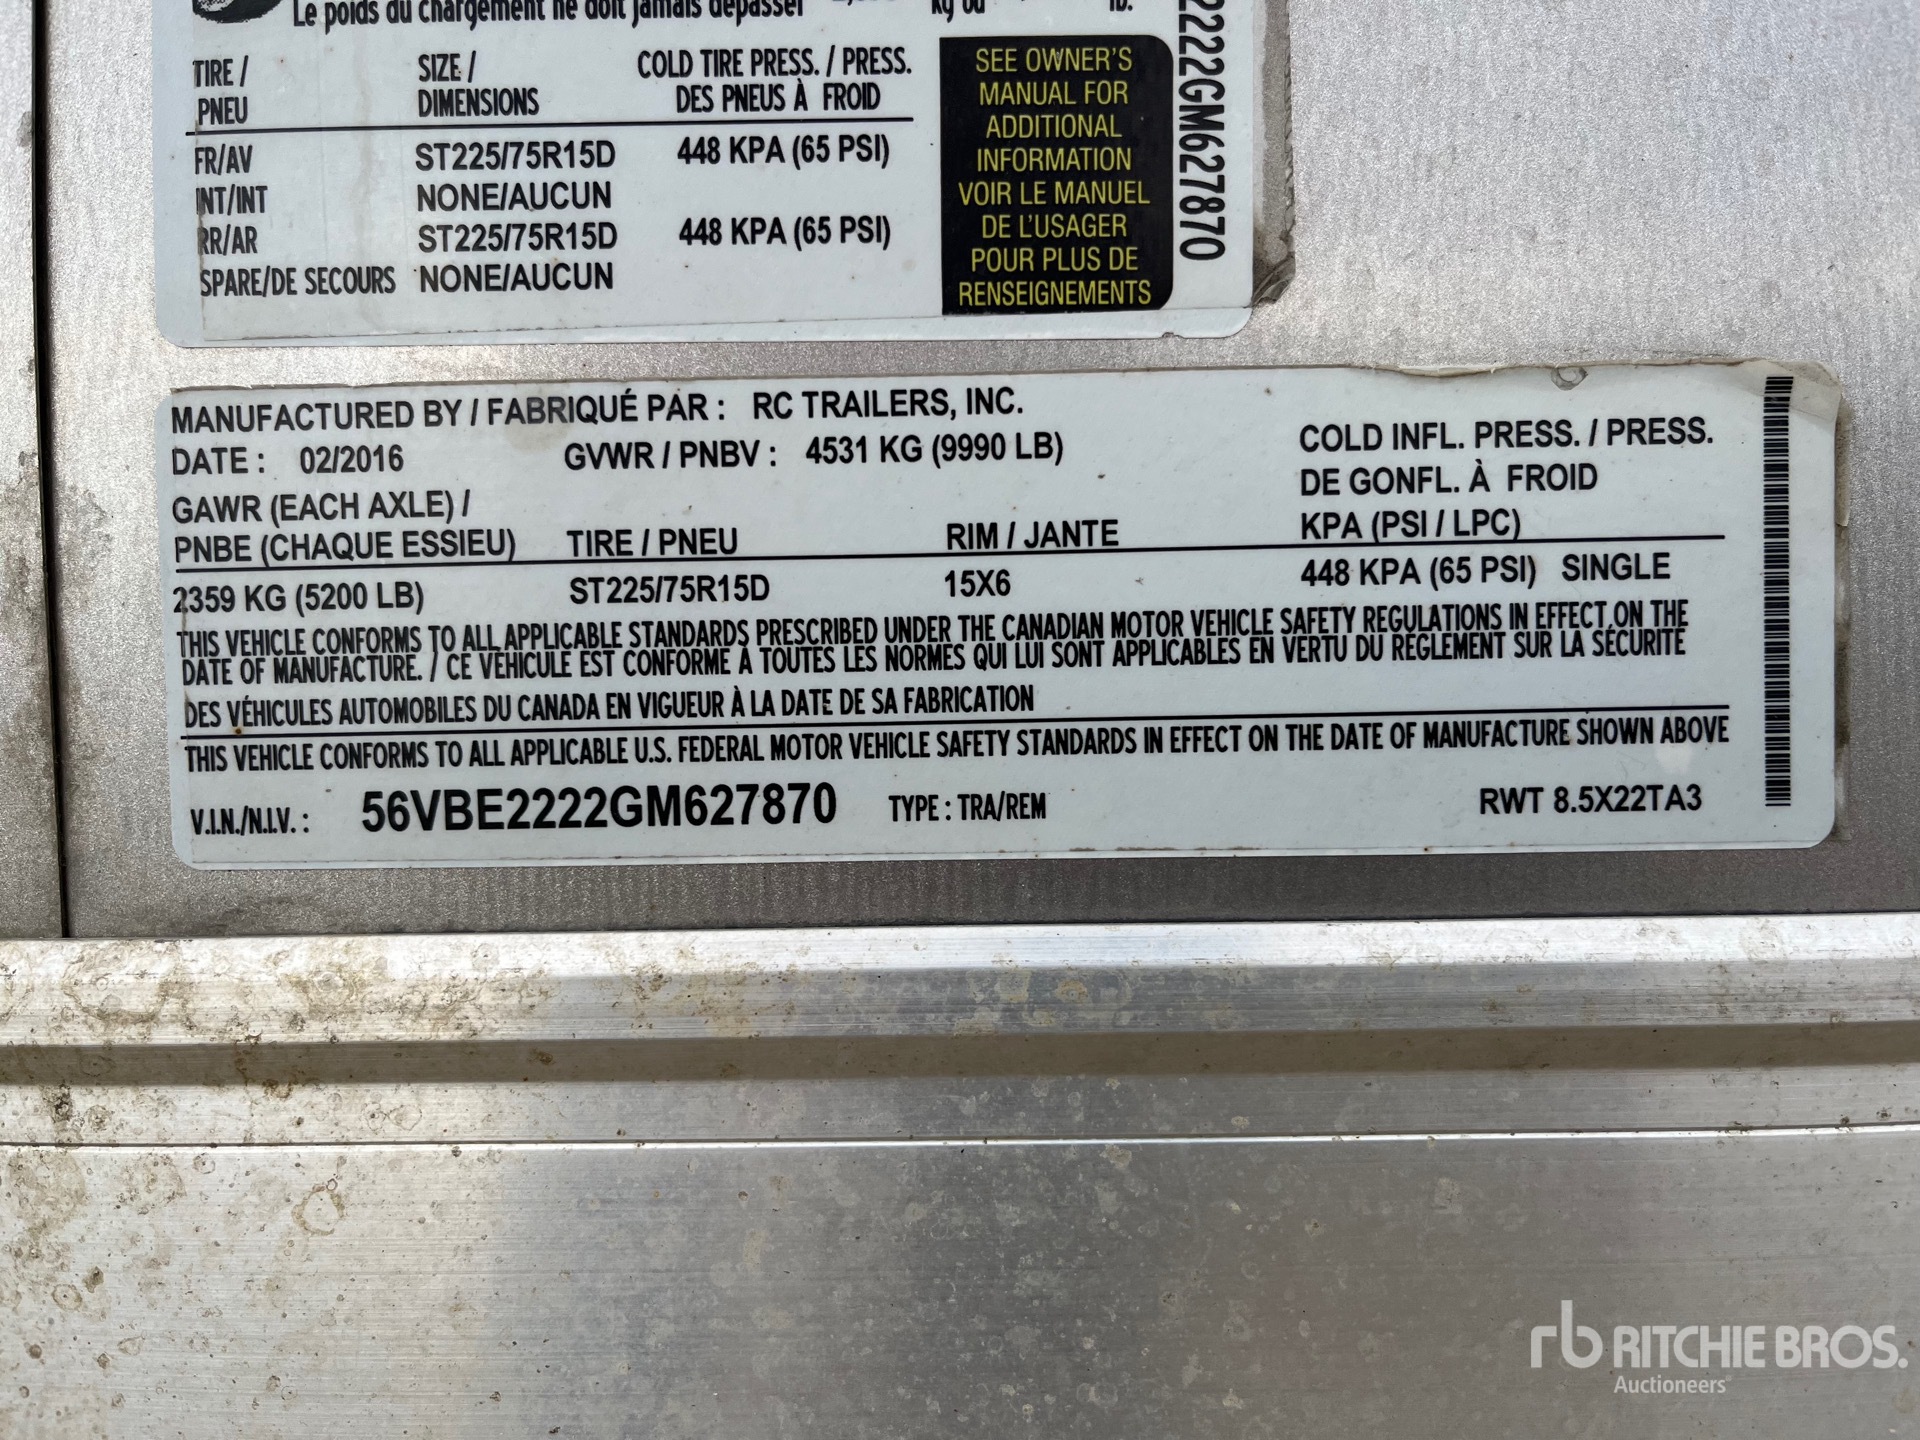 Le poids du chargement ne doit jamais dépasser kg ou lb.
TIRE / SIZE / COLD TIRE PRESS. / PRESS.
PNEU DIMENSIONS DES PNEUS À FROID
FR/AV ST225/75R15D 448 KPA (65 PSI)
INT/INT NONE/AUCUN
RR/AR ST225/75R15D 448 KPA (65 PSI)
SPARE/DE SECOURS NONE/AUCUN
SEE OWNER'S
MANUAL FOR
ADDITIONAL
INFORMATION
VOIR LE MANUEL
DE L'USAGER
POUR PLUS DE
RENSEIGNEMENTS
2222GM627870
MANUFACTURED BY / FABRIQUÉ PAR : RC TRAILERS, INC.
DATE : 02/2016 GVWR / PNBV : 4531 KG (9990 LB)
COLD INFL. PRESS. / PRESS.
DE GONFL. À FROID
GAWR (EACH AXLE) /
PNBE (CHAQUE ESSIEU) TIRE / PNEU RIM / JANTE KPA (PSI / LPC)
2359 KG (5200 LB) ST225/75R15D 15X6 448 KPA (65 PSI) SINGLE
THIS VEHICLE CONFORMS TO ALL APPLICABLE STANDARDS PRESCRIBED UNDER THE CANADIAN MOTOR VEHICLE SAFETY REGULATIONS IN EFFECT ON THE
DATE OF MANUFACTURE. / CE VÉHICULE EST CONFORME À TOUTES LES NORMES QUI LUI SONT APPLICABLES EN VERTU DU RÈGLEMENT SUR LA SÉCURITÉ
DES VÉHICULES AUTOMOBILES DU CANADA EN VIGUEUR À LA DATE DE SA FABRICATION
THIS VEHICLE CONFORMS TO ALL APPLICABLE U.S. FEDERAL MOTOR VEHICLE SAFETY STANDARDS IN EFFECT ON THE DATE OF MANUFACTURE SHOWN ABOVE
V.I.N./N.I.V. : 56VBE2222GM627870 TYPE : TRA/REM RWT 8.5X22TA3
rb RITCHIE BROS.
Auctioneers